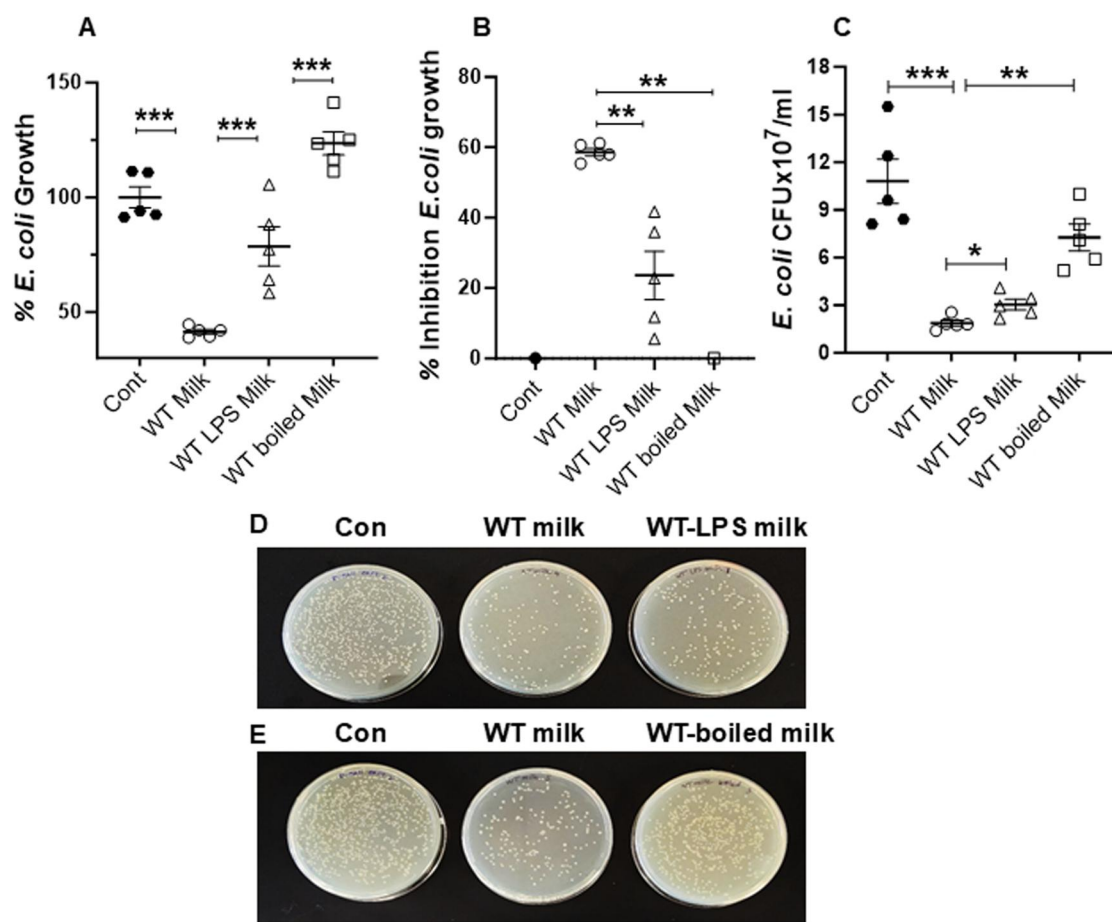 A
% E. coli Growth
150
100
50
***
***
***
Cont
WT Milk
WT LPS Milk
WT boiled Milk
B
% Inhibition E.coli growth
80
60
40
20
0
**
**
Cont
WT Milk
WT LPS Milk
WT boiled Milk
C
E. coli CFUx10⁷/ml
18
15
12
9
6
3
0
***
**
*
Cont
WT Milk
WT LPS Milk
WT boiled Milk
D
Con WT milk WT-LPS milk
E
Con WT milk WT-boiled milk